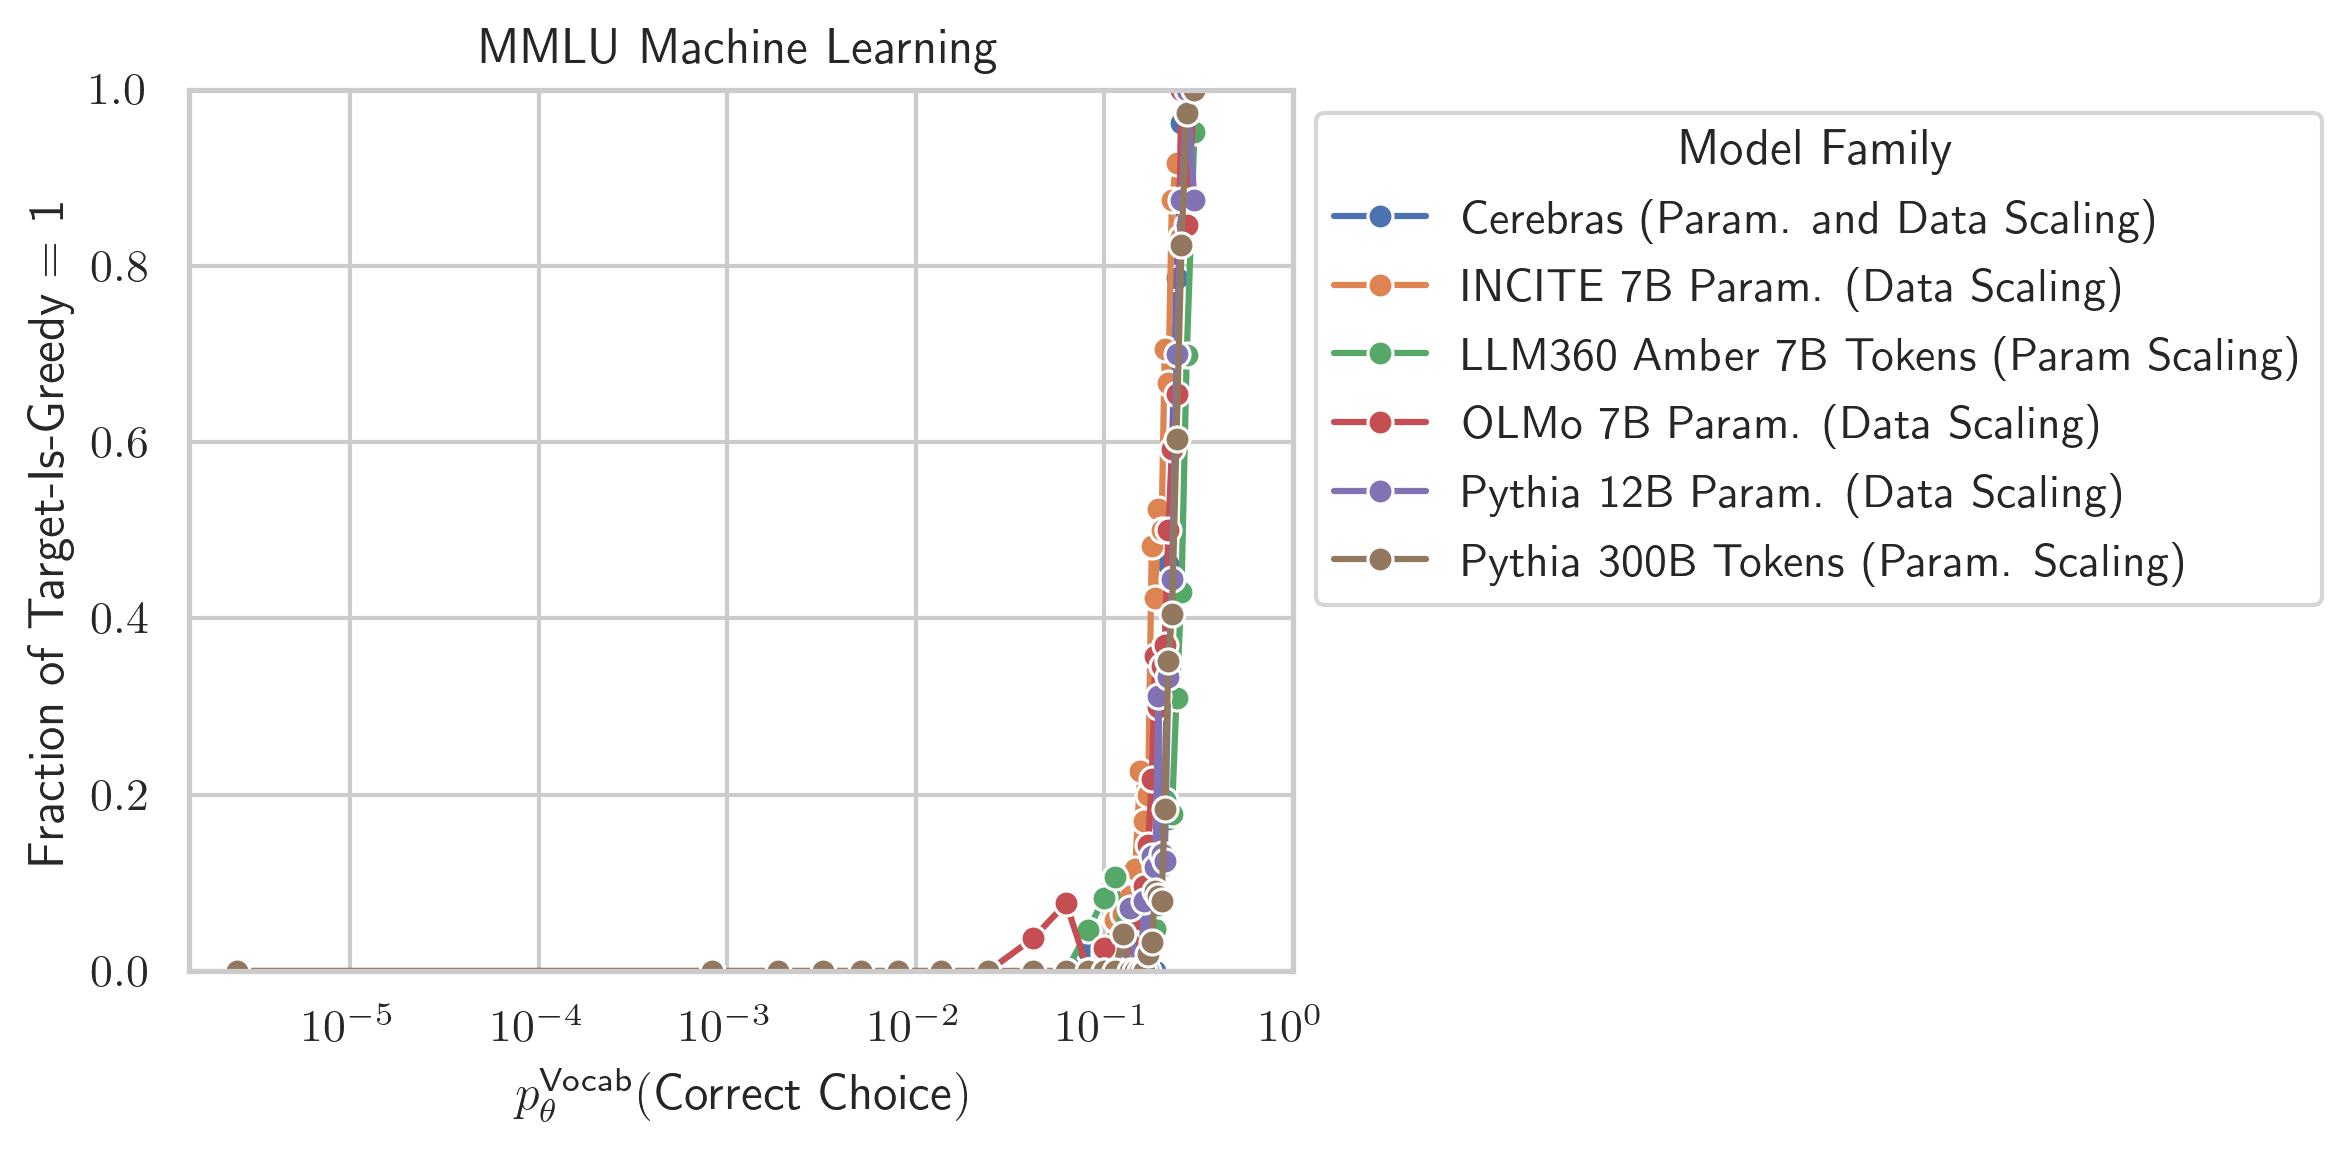 MMLU Machine Learning
Fraction of Target-Is-Greedy = 1
1.0
0.8
0.6
0.4
0.2
0.0
10⁻⁵ 10⁻⁴ 10⁻³ 10⁻² 10⁻¹ 10⁰
p_θ^Vocab(Correct Choice)
Model Family
Cerebras (Param. and Data Scaling)
INCITE 7B Param. (Data Scaling)
LLM360 Amber 7B Tokens (Param Scaling)
OLMo 7B Param. (Data Scaling)
Pythia 12B Param. (Data Scaling)
Pythia 300B Tokens (Param. Scaling)